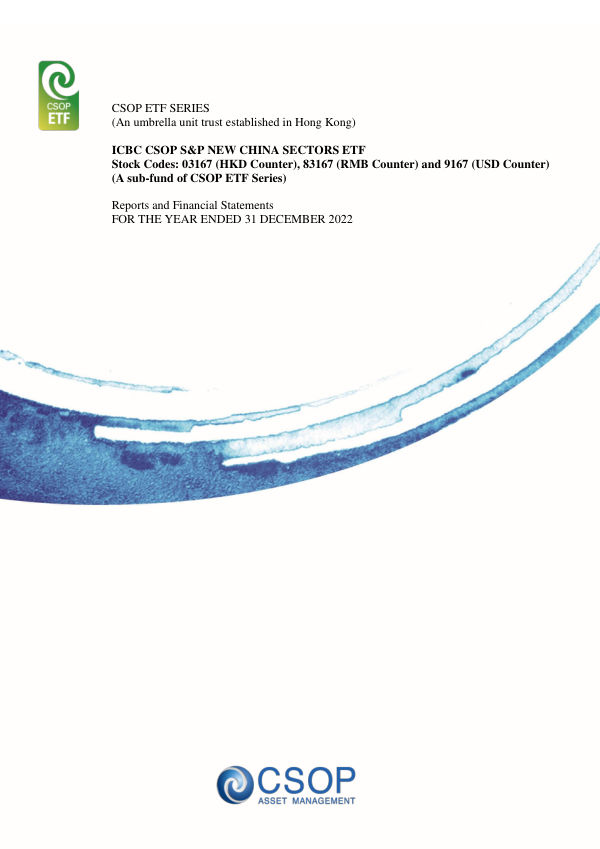 CSOP
ETF
CSOP ETF SERIES
(An umbrella unit trust established in Hong Kong)
ICBC CSOP S&P NEW CHINA SECTORS ETF
Stock Codes: 03167 (HKD Counter), 83167 (RMB Counter) and 9167 (USD Counter)
(A sub-fund of CSOP ETF Series)
Reports and Financial Statements
FOR THE YEAR ENDED 31 DECEMBER 2022
CSOP
ASSET MANAGEMENT